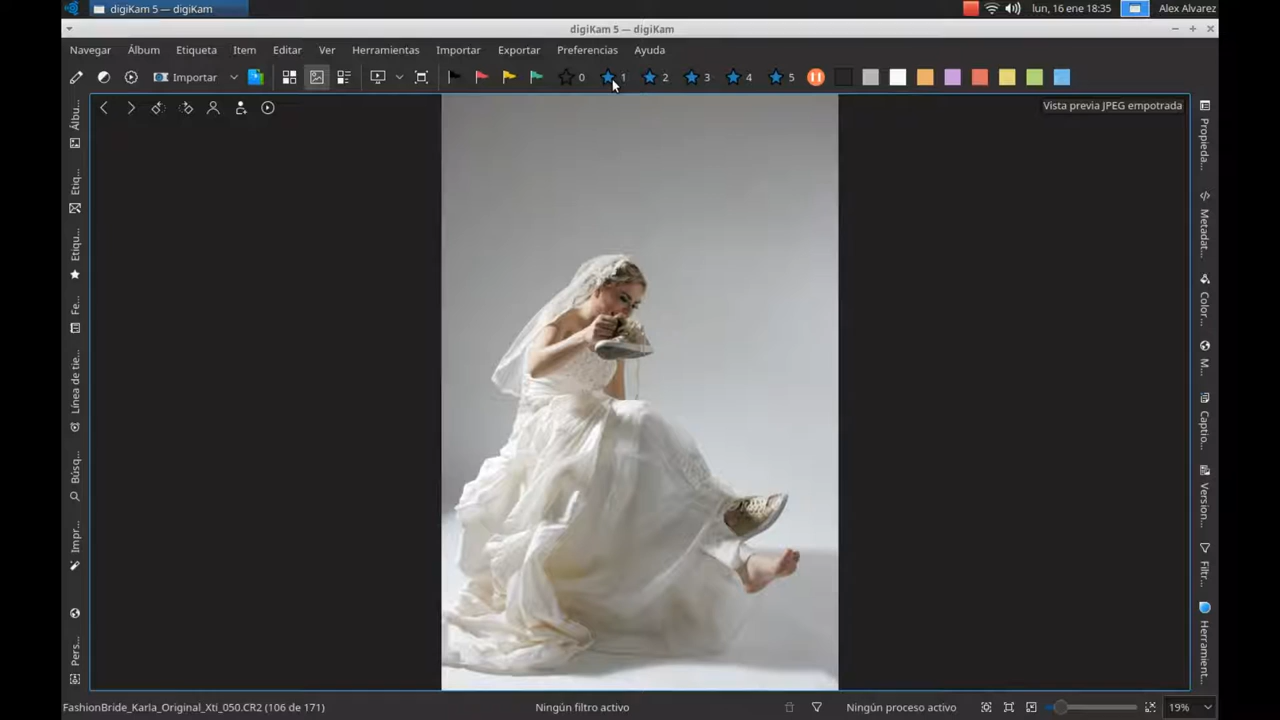 digiKam 5 — digiKam
lun, 16 ene 18:35
Alex Alvarez
digiKam 5 — digiKam
Navegar Álbum Etiqueta Item Editar Ver Herramientas Importar Exportar Preferencias Ayuda
Importar 0 1 2 3 4 5
Vista previa JPEG empotrada
Álbu...
Etiq...
Etiqu...
Fe...
Línea de tie...
Búsq...
Impr...
Pers...
Propieda...
Metadat...
Color...
M...
Captio...
Version...
Filtr...
Herramient...
FashionBride_Karla_Original_Xti_050.CR2 (106 de 171)
Ningún filtro activo
Ningún proceso activo
19%